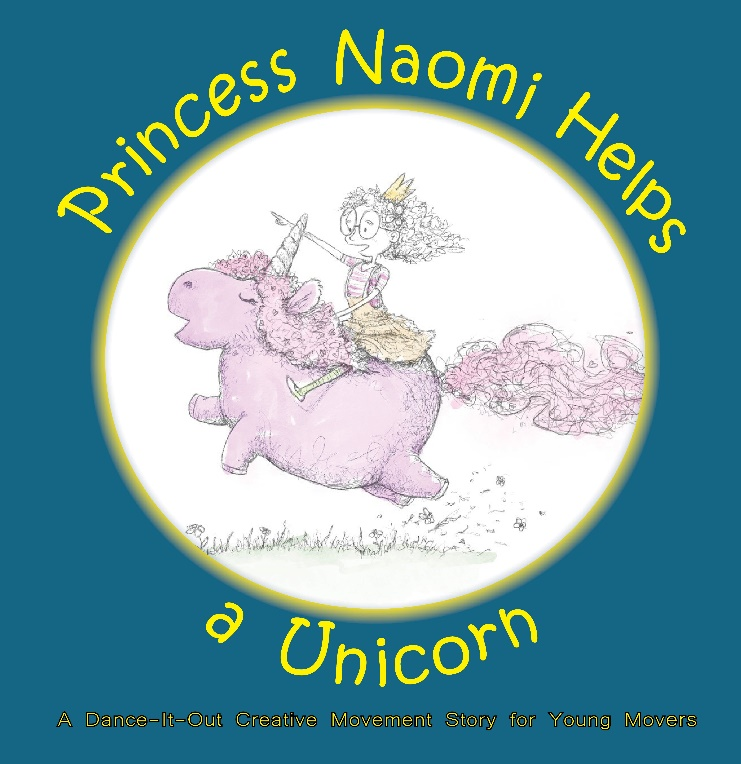 Princess Naomi Helps
a Unicorn
A Dance-It-Out Creative Movement Story for Young Movers